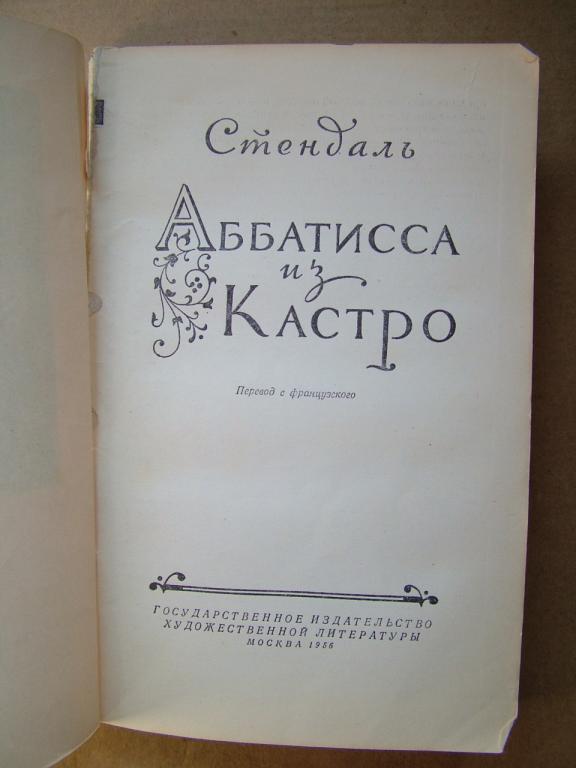 Стендаль
АББАТИССА
из
КАСТРО
Перевод с французского
ГОСУДАРСТВЕННОЕ ИЗДАТЕЛЬСТВО
ХУДОЖЕСТВЕННОЙ ЛИТЕРАТУРЫ
МОСКВА 1956